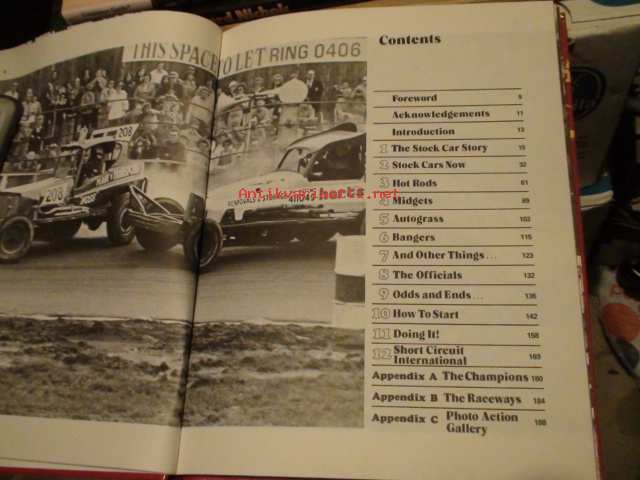 THIS SPACE TO LET RING 0406
208
208
Contents
Foreword 5
Acknowledgements 11
Introduction 13
1 The Stock Car Story 15
2 Stock Cars Now 32
3 Hot Rods 61
4 Midgets 89
5 Autograss 102
6 Bangers 115
7 And Other Things... 123
8 The Officials 132
9 Odds and Ends... 136
10 How To Start 142
11 Doing It! 158
12 Short Circuit
International 163
Appendix A The Champions 180
Appendix B The Raceways 184
Appendix C Photo Action
Gallery 188